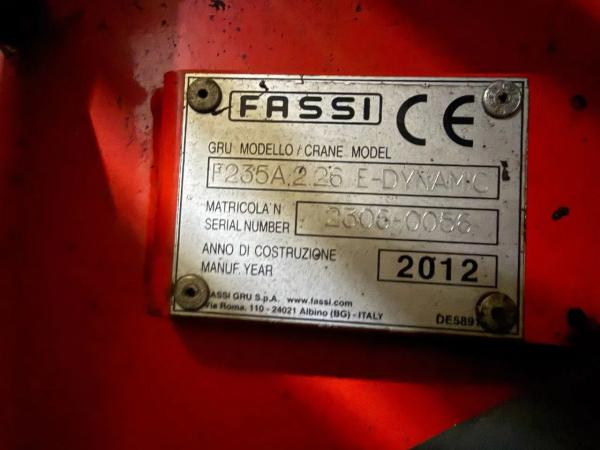 FASSI CE
GRU MODELLO / CRANE MODEL
F235A.2.26 E-DYNAMIC
MATRICOLA N
SERIAL NUMBER 2306-0056
ANNO DI COSTRUZIONE
MANUF. YEAR 2012
FASSI GRU S.p.A. www.fassi.com
Via Roma, 110 - 24021 Albino (BG) - ITALY